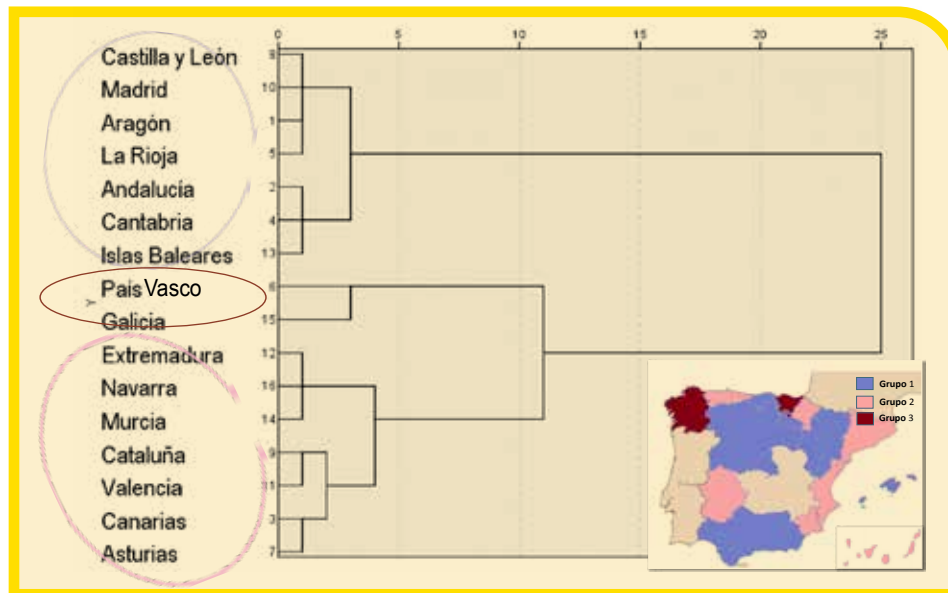 0 5 10 15 20 25
Castilla y León 8
Madrid 10
Aragón 1
La Rioja 5
Andalucía 2
Cantabria 4
Islas Baleares 13
Pais Vasco 6
Y
Galicia 15
Extremadura 12
Navarra 16
Murcia 14
Cataluña 9
Valencia 11
Canarias 3
Asturias 7
Grupo 1
Grupo 2
Grupo 3